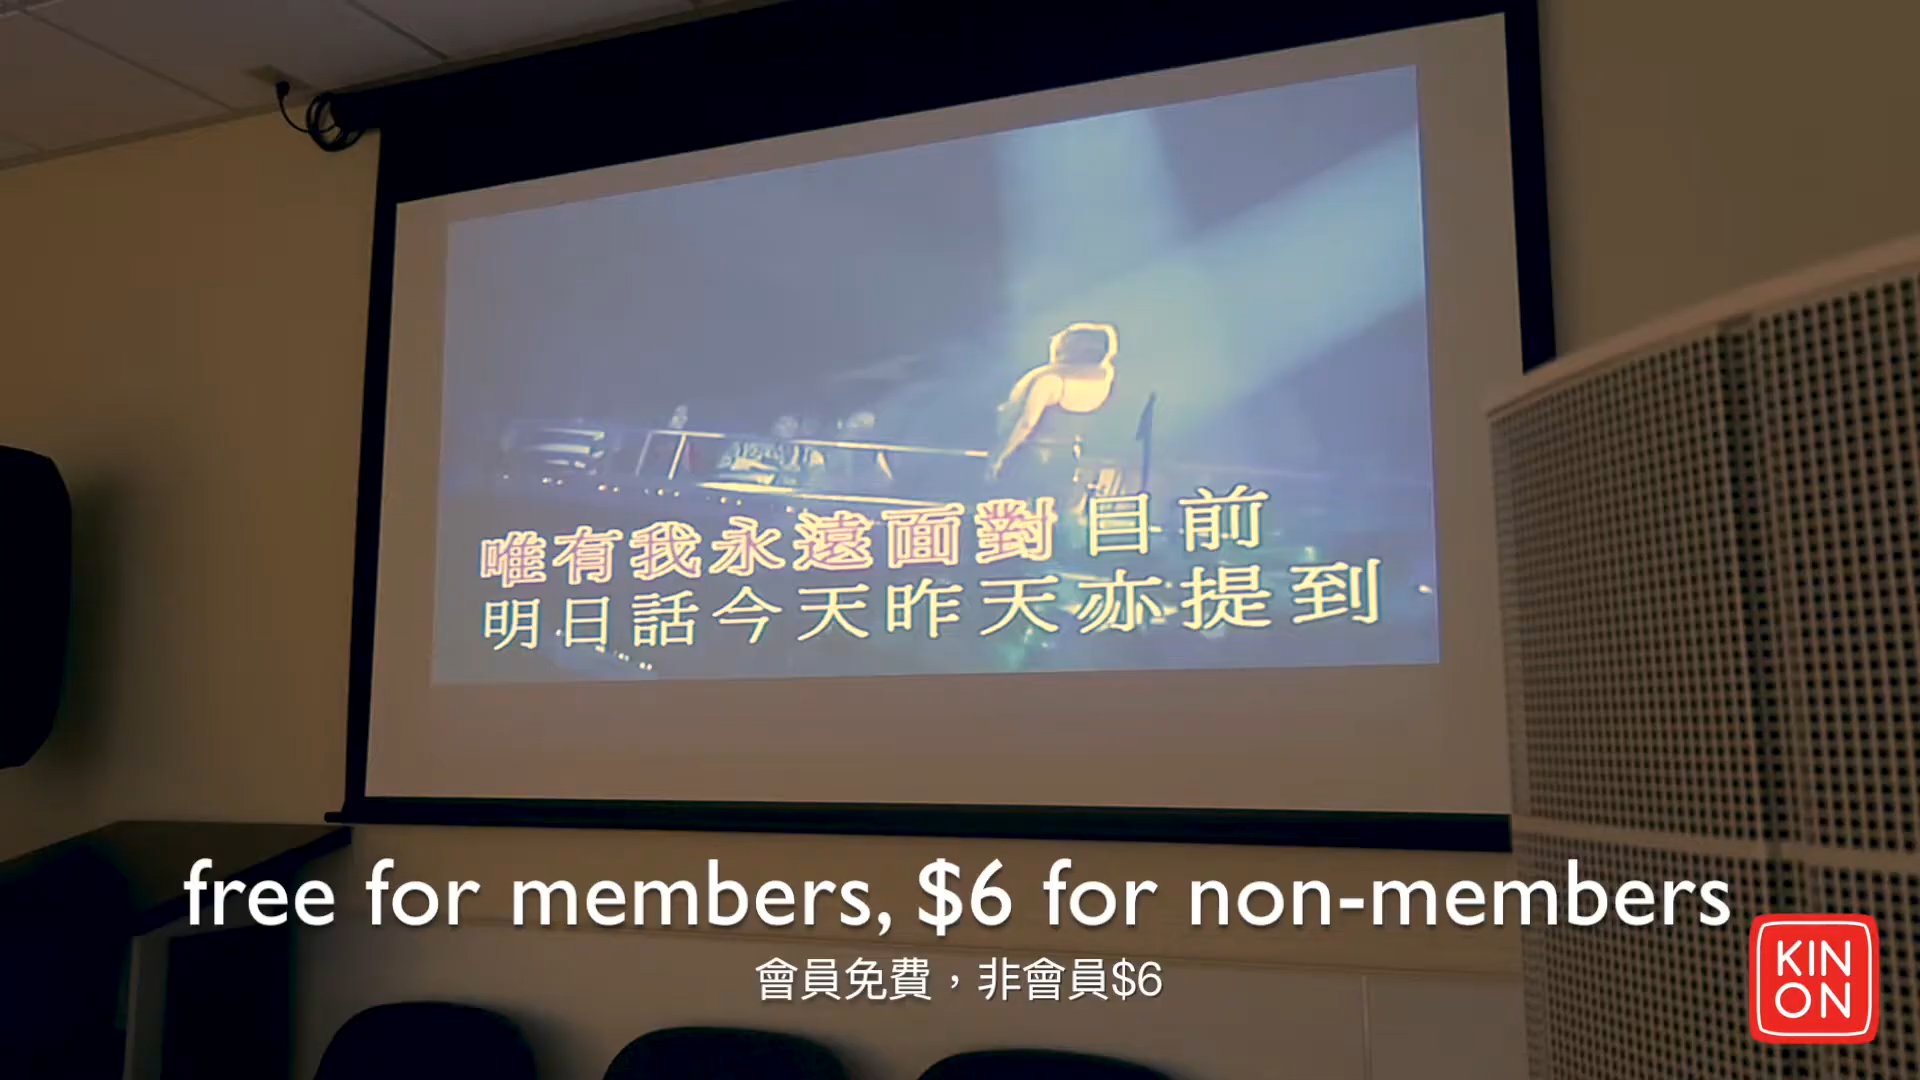 唯有我永遠面對目前
明日話今天昨天亦提到
free for members, $6 for non-members
會員免費，非會員$6
KIN
ON